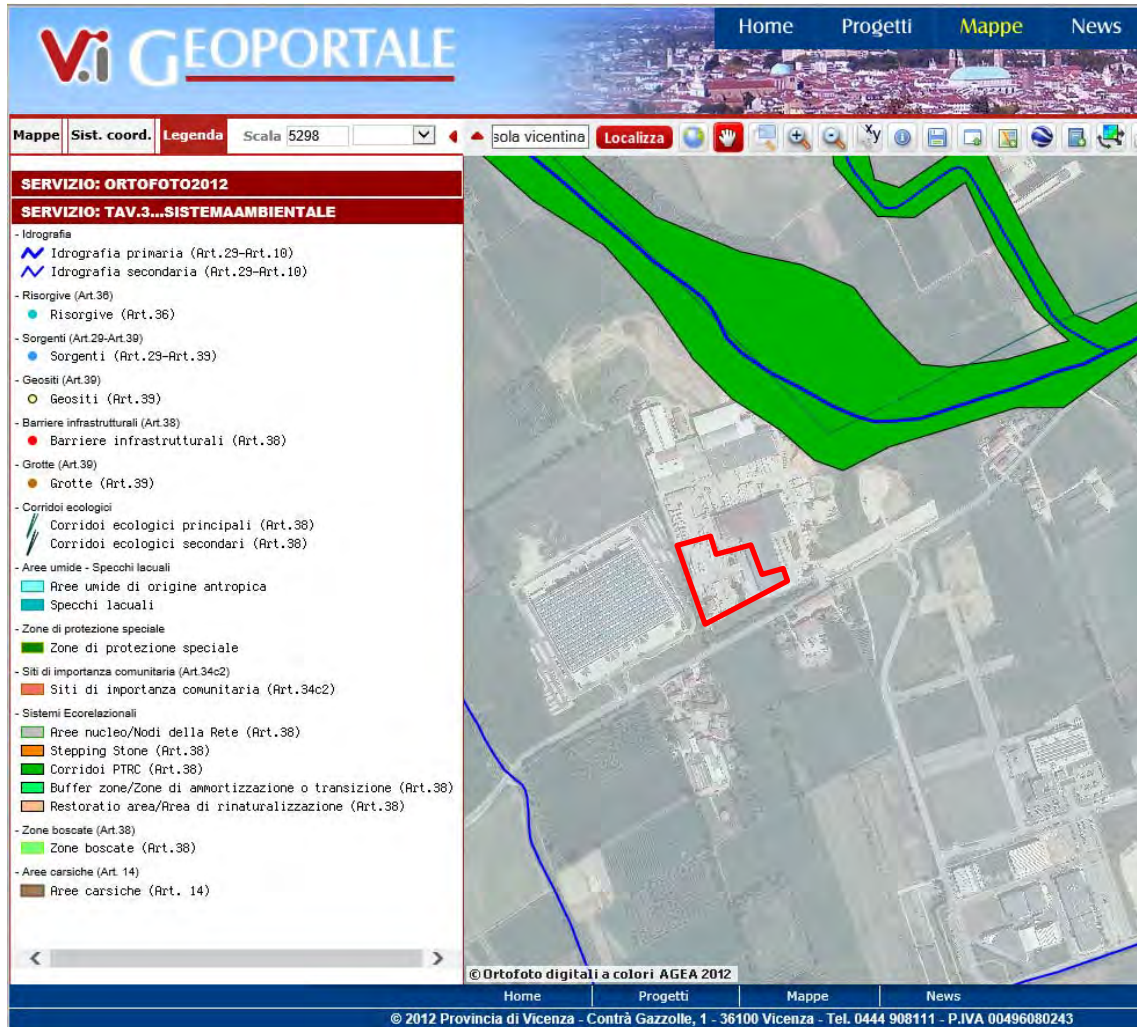 V.i GEOPORTALE
Home Progetti Mappe News
Mappe Sist. coord. Legenda Scala 5298 sola vicentina Localizza xy
SERVIZIO: ORTOFOTO2012
SERVIZIO: TAV.3...SISTEMAAMBIENTALE
- Idrografia
Idrografia primaria (Art.29-Art.10)
Idrografia secondaria (Art.29-Art.10)
- Risorgive (Art.36)
Risorgive (Art.36)
- Sorgenti (Art.29-Art.39)
Sorgenti (Art.29-Art.39)
- Geositi (Art.39)
Geositi (Art.39)
- Barriere infrastrutturali (Art.38)
Barriere infrastrutturali (Art.38)
- Grotte (Art.39)
Grotte (Art.39)
- Corridoi ecologici
Corridoi ecologici principali (Art.38)
Corridoi ecologici secondari (Art.38)
- Aree umide - Specchi lacuali
Aree umide di origine antropica
Specchi lacuali
- Zone di protezione speciale
Zone di protezione speciale
- Siti di importanza comunitaria (Art.34c2)
Siti di importanza comunitaria (Art.34c2)
- Sistemi Ecorelazionali
Aree nucleo/Nodi della Rete (Art.38)
Stepping Stone (Art.38)
Corridoi PTRC (Art.38)
Buffer zone/Zone di ammortizzazione o transizione (Art.38)
Restoratio area/Area di rinaturalizzazione (Art.38)
- Zone boscate (Art.38)
Zone boscate (Art.38)
- Aree carsiche (Art. 14)
Aree carsiche (Art. 14)
© Ortofoto digitali a colori AGEA 2012
Home Progetti Mappe News
© 2012 Provincia di Vicenza - Contrà Gazzolle, 1 - 36100 Vicenza - Tel. 0444 908111 - P.IVA 00496080243